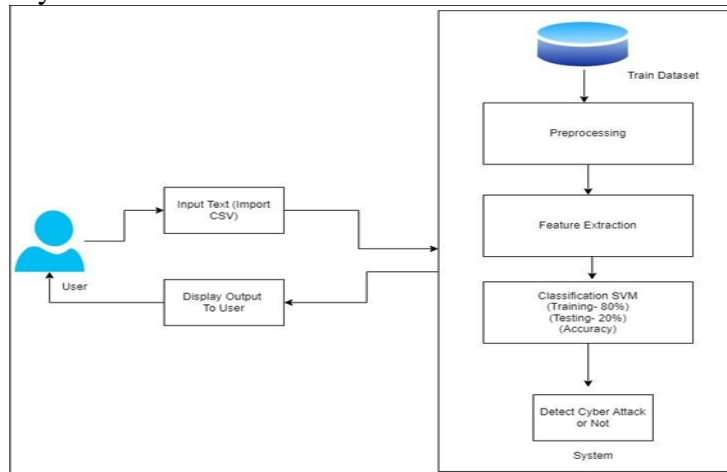 Train Dataset
Preprocessing
Input Text (Import
CSV)
Feature Extraction
User
Display Output
To User
Classification SVM
(Training- 80%)
(Testing- 20%)
(Accuracy)
Detect Cyber Attack
or Not
System